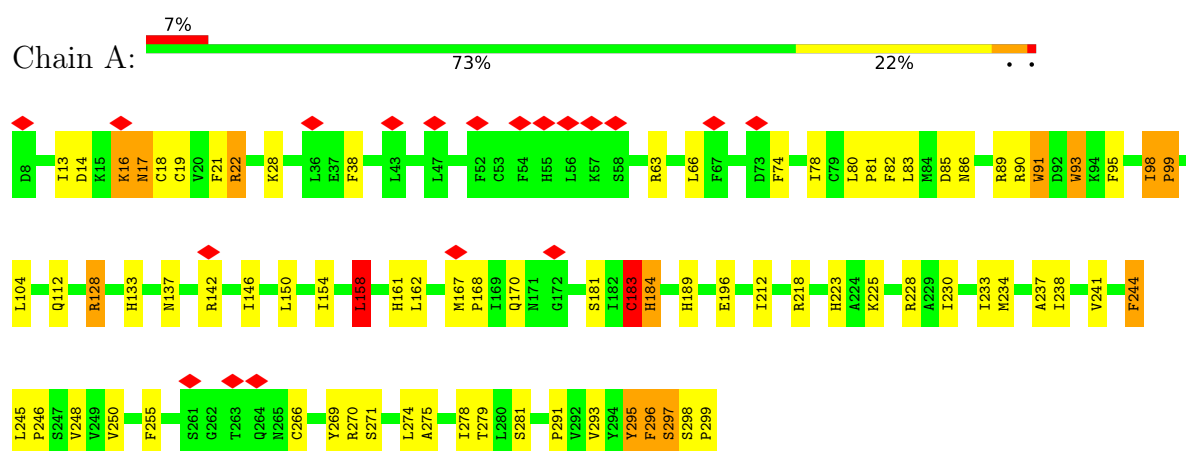 7%
Chain A:
73% 22% • •
D8 I13 D14 K15 K16 N17 C18 C19 V20 F21 R22 K28 L36 E37 F38 L43 L47 F52 C53 F54 H55 L56 K57 S58 R63 L66 F67 D73 F74 I78 C79 L80 P81 F82 L83 M84 D85 N86 R89 R90 W91 D92 W93 K94 F95 I98 P99
L104 Q112 R128 H133 N137 R142 I146 L150 I154 L158 H161 L162 M167 P168 I169 Q170 N171 G172 S181 I182 C183 H184 H189 E196 I212 R218 H223 A224 K225 R228 A229 I230 I233 M234 A237 I238 V241 F244
L245 P246 S247 V248 V249 V250 F255 S261 G262 T263 Q264 N265 C266 Y269 R270 S271 L274 A275 I278 T279 L280 S281 P291 V292 V293 Y294 Y295 F296 S297 S298 P299